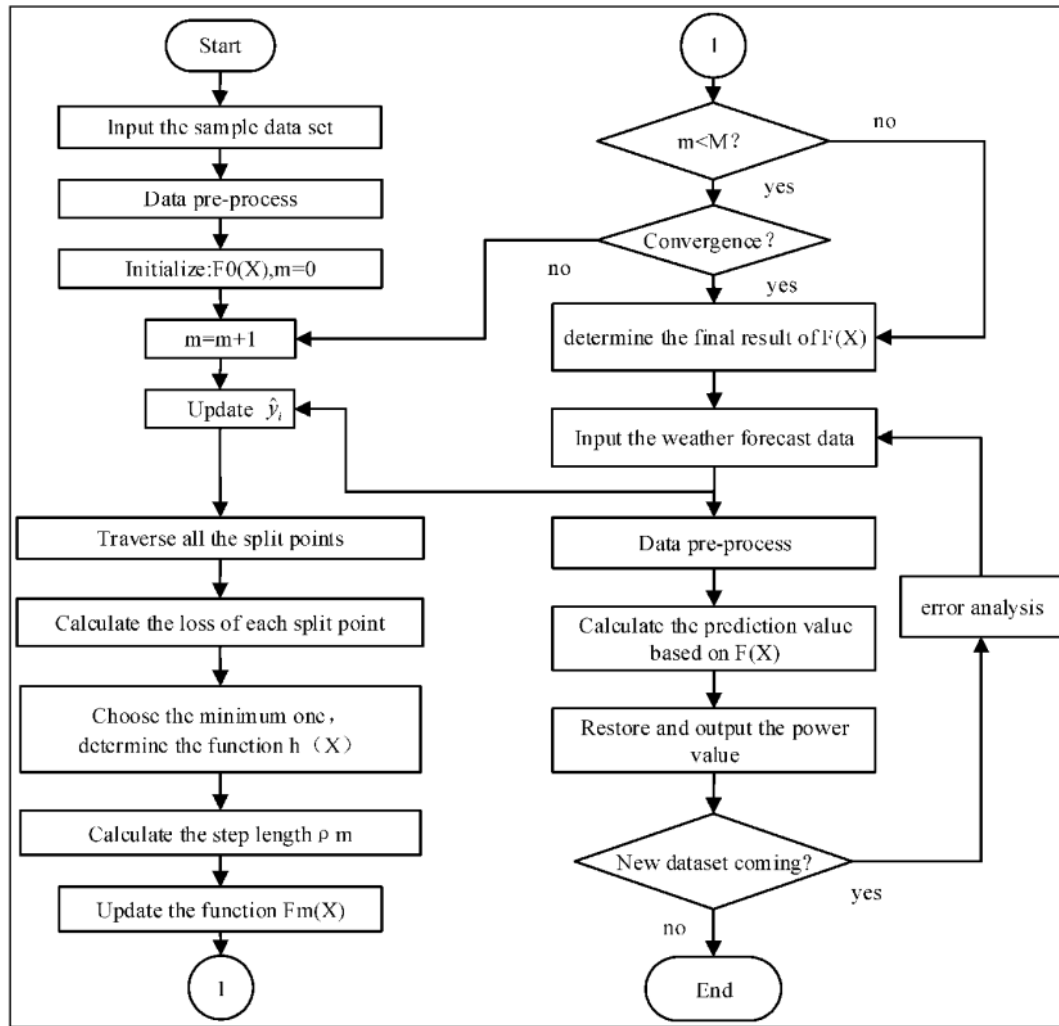 Start
Input the sample data set
Data pre-process
Initialize:F0(X),m=0
m=m+1
Update ŷᵢ
Traverse all the split points
Calculate the loss of each split point
Choose the minimum one，
determine the function h（X）
Calculate the step length ρ m
Update the function Fm(X)
1
1
m<M？
no
yes
Convergence？
no
yes
determine the final result of F(X)
Input the weather forecast data
Data pre-process
error analysis
Calculate the prediction value
based on F(X)
Restore and output the power
value
New dataset coming?
yes
no
End